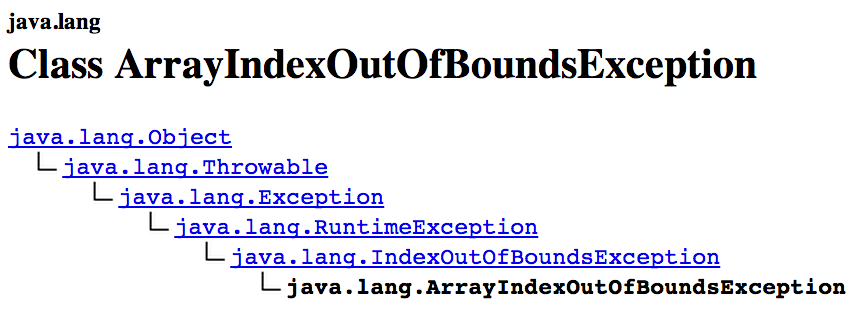 java.lang
Class ArrayIndexOutOfBoundsException
java.lang.Object
java.lang.Throwable
java.lang.Exception
java.lang.RuntimeException
java.lang.IndexOutOfBoundsException
java.lang.ArrayIndexOutOfBoundsException